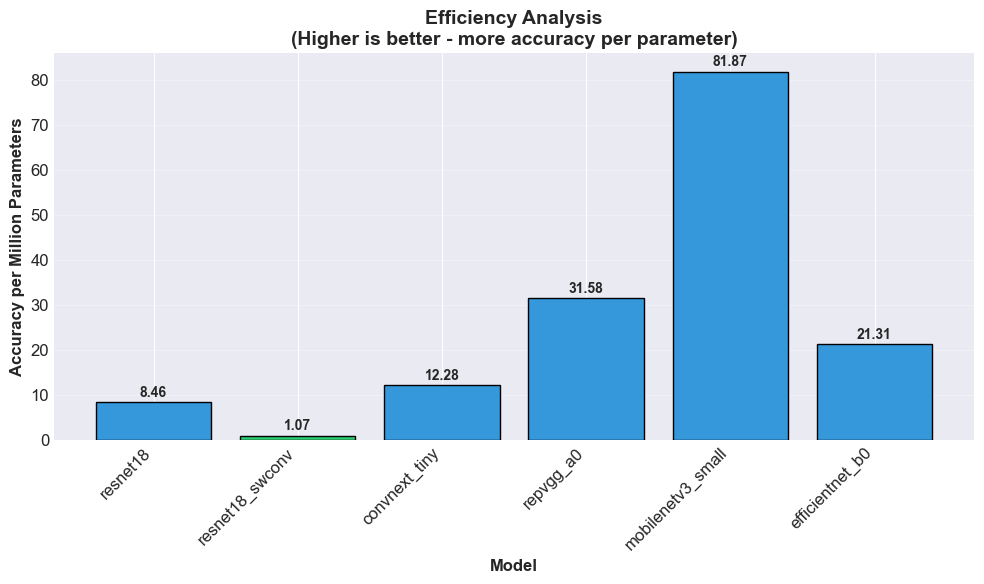 Efficiency Analysis
(Higher is better - more accuracy per parameter)
Accuracy per Million Parameters
80
70
60
50
40
30
20
10
0
8.46
1.07
12.28
31.58
81.87
21.31
resnet18
resnet18_swconv
convnext_tiny
repvgg_a0
mobilenetv3_small
efficientnet_b0
Model